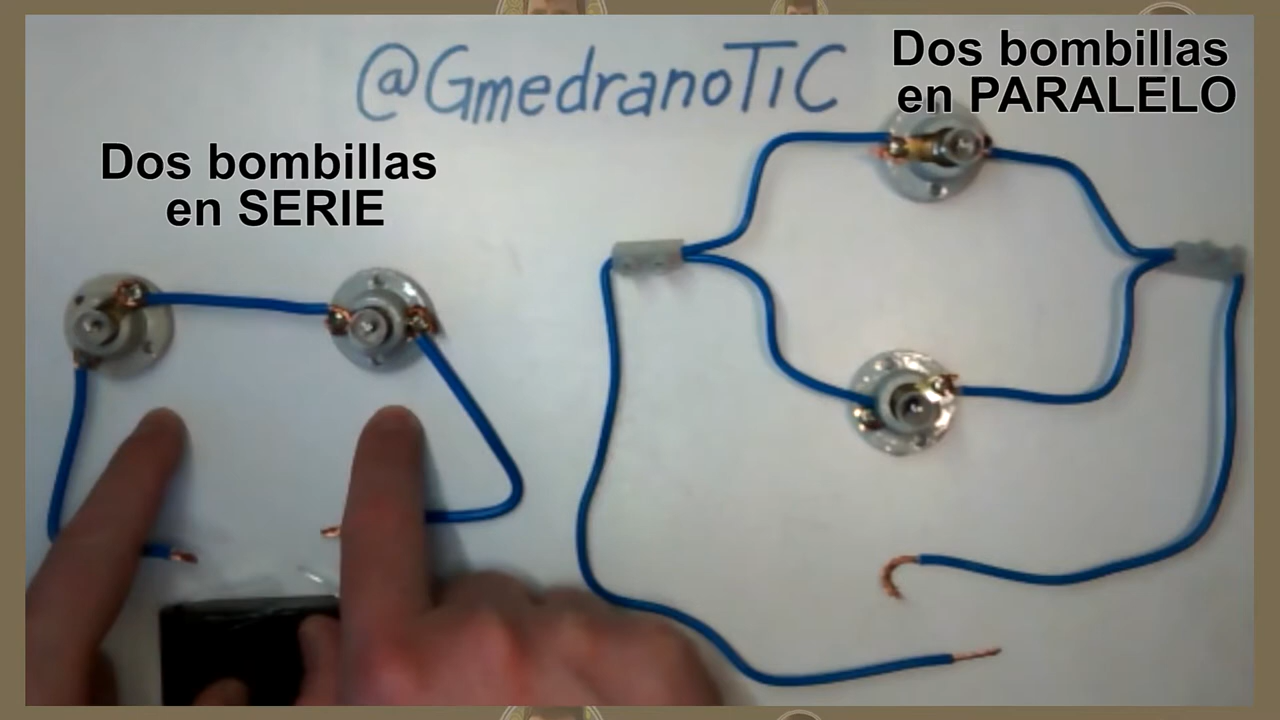 @GmedranoTiC
Dos bombillas
en PARALELO
Dos bombillas
en SERIE